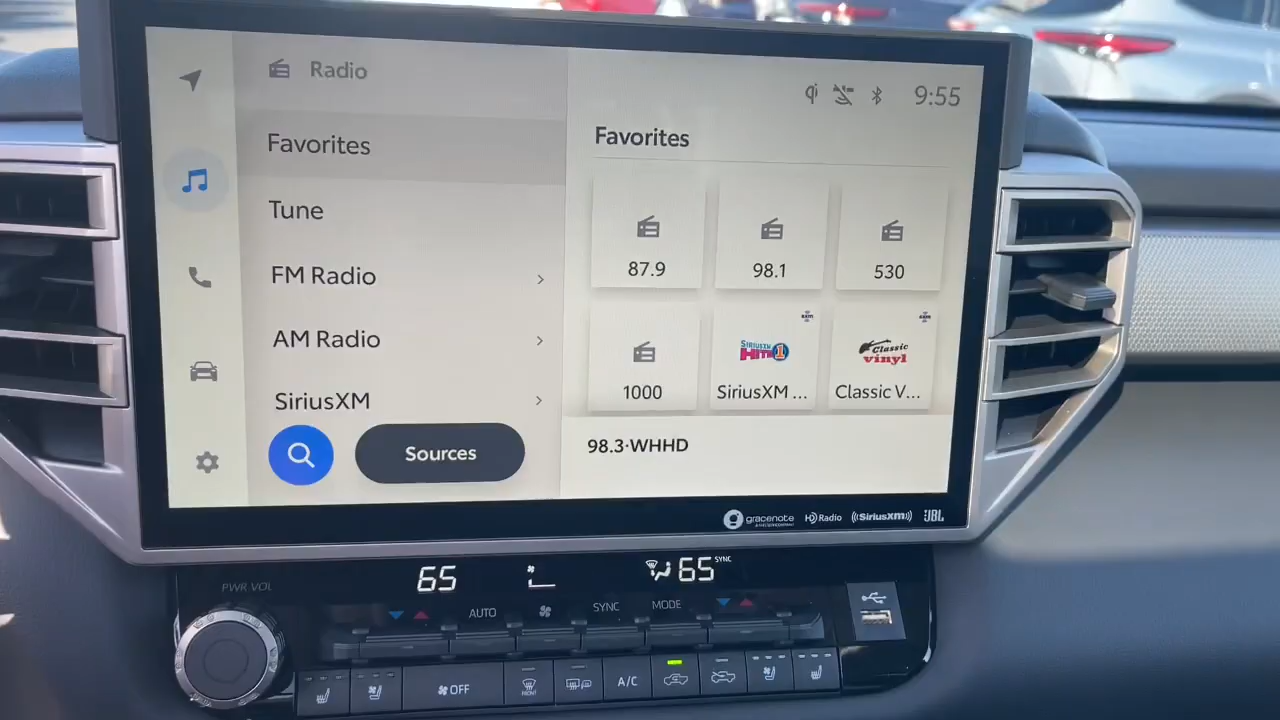 Radio
Favorites
Tune
FM Radio
AM Radio
SiriusXM
Sources
9:55
Favorites
87.9
98.1
530
1000
SiriusXM ...
Classic V...
SIRIUSXM
HITS 1
Classic
vinyl
98.3·WHHD
gracenote
HD Radio
((SiriusXM))
JBL
PWR.VOL
65
65 SYNC
AUTO
SYNC
MODE
OFF
FRONT
A/C